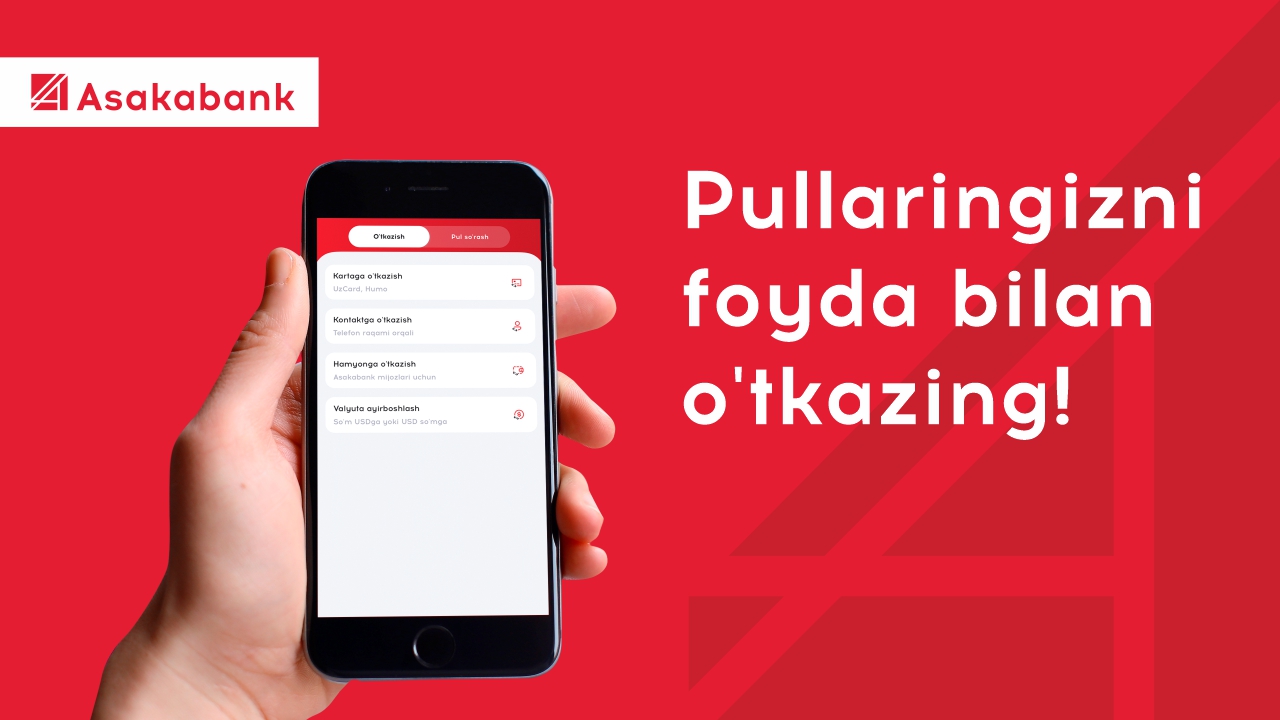 Asakabank
O'tkazish
Pul so'rash
Kartaga o'tkazish
UzCard, Humo
Kontaktga o'tkazish
Telefon raqami orqali
Hamyonga o'tkazish
Asakabank mijozlari uchun
Valyuta ayirboshlash
So'm USDga yoki USD so'mga
Pullaringizni
foyda bilan
o'tkazing!